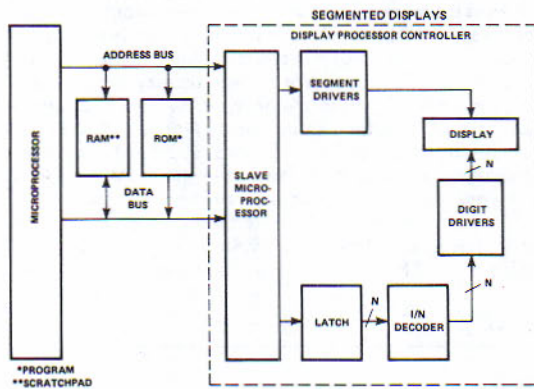 SEGMENTED DISPLAYS
DISPLAY PROCESSOR CONTROLLER
ADDRESS BUS
MICROPROCESSOR
RAM**
ROM*
DATA
BUS
SLAVE
MICRO-
PROC-
ESSOR
SEGMENT
DRIVERS
DISPLAY
N
DIGIT
DRIVERS
N
LATCH
N
I/N
DECODER
*PROGRAM
**SCRATCHPAD